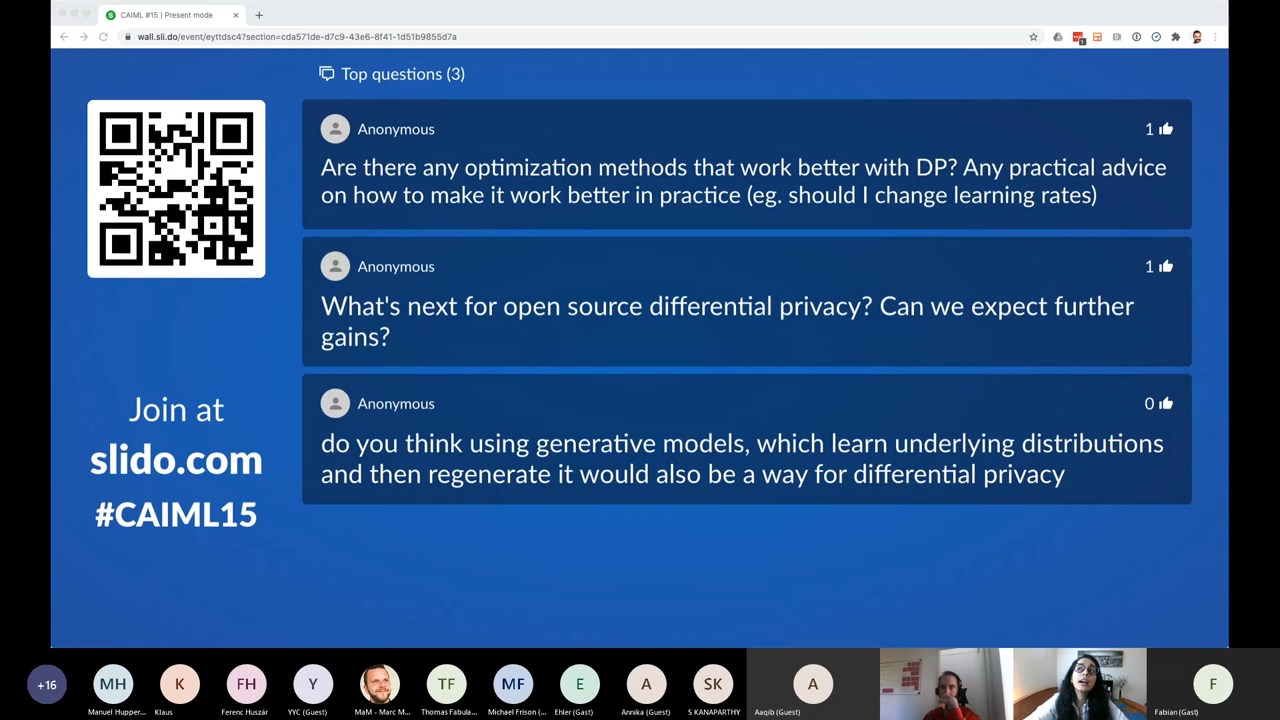 CAIML #15 | Present mode
wall.sli.do/event/eyttdsc4?section=cda571de-d7c9-43e6-8f41-1d51b9855d7a
1
Top questions (3)
Anonymous
1
Are there any optimization methods that work better with DP? Any practical advice
on how to make it work better in practice (eg. should I change learning rates)
Anonymous
1
What's next for open source differential privacy? Can we expect further
gains?
Anonymous
0
do you think using generative models, which learn underlying distributions
and then regenerate it would also be a way for differential privacy
Join at
slido.com
#CAIML15
+16
MH
K
FH
Y
TF
MF
E
A
SK
A
F
Manuel Hupper...
Klaus
Ferenc Huszár
YYC (Guest)
MaM - Marc M...
Thomas Fabula...
Michael Frison (...
Ehler (Gast)
Annika (Guest)
S KANAPARTHY
Aaqib (Guest)
Fabian (Gast)